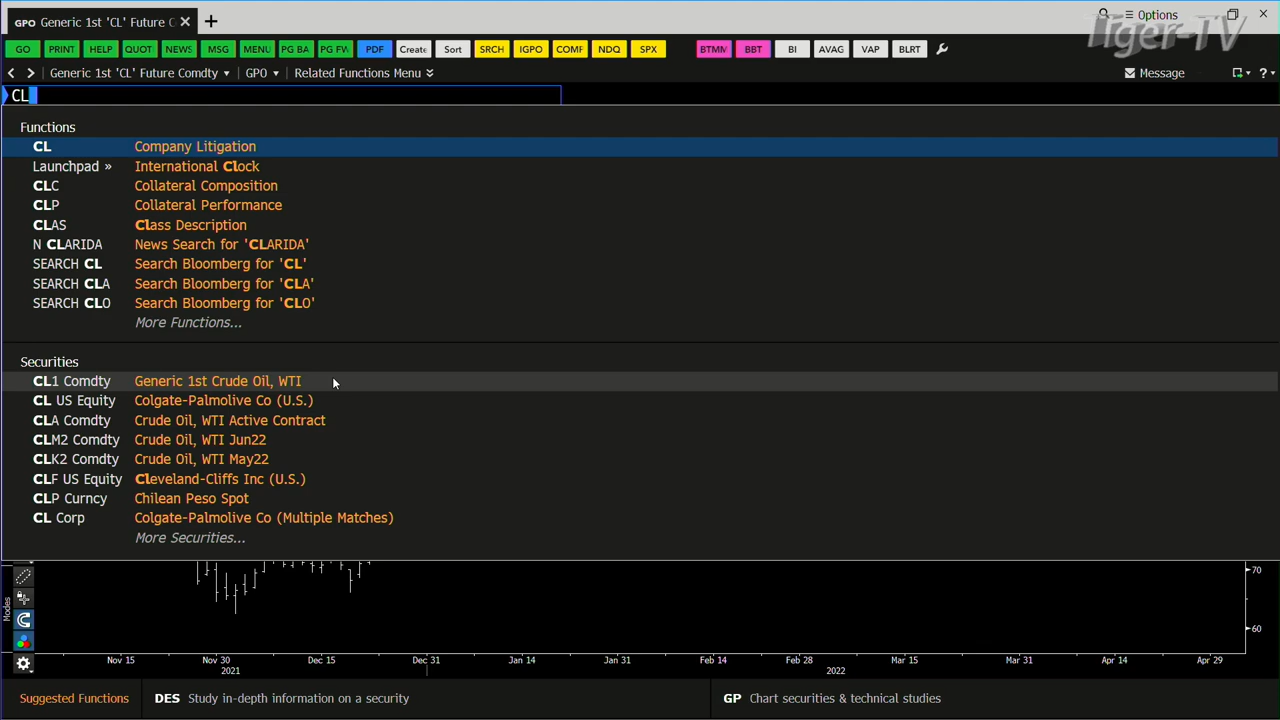 GPO Generic 1st 'CL' Future C
Options
Tiger-TV
GO PRINT HELP QUOT NEWS MSG MENU PG BA PG FW PDF Create Sort SRCH IGPO COMF NDQ SPX BTMM BBT BI AVAG VAP BLRT
Generic 1st 'CL' Future Comdty GPO Related Functions Menu Message ?
CL
Functions
CL Company Litigation
Launchpad » International Clock
CLC Collateral Composition
CLP Collateral Performance
CLAS Class Description
N CLARIDA News Search for 'CLARIDA'
SEARCH CL Search Bloomberg for 'CL'
SEARCH CLA Search Bloomberg for 'CLA'
SEARCH CLO Search Bloomberg for 'CLO'
More Functions...
Securities
CL1 Comdty Generic 1st Crude Oil, WTI
CL US Equity Colgate-Palmolive Co (U.S.)
CLA Comdty Crude Oil, WTI Active Contract
CLM2 Comdty Crude Oil, WTI Jun22
CLK2 Comdty Crude Oil, WTI May22
CLF US Equity Cleveland-Cliffs Inc (U.S.)
CLP Curncy Chilean Peso Spot
CL Corp Colgate-Palmolive Co (Multiple Matches)
More Securities...
70
Modes
60
Nov 15 Nov 30 Dec 15 Dec 31 Jan 14 Jan 31 Feb 14 Feb 28 Mar 15 Mar 31 Apr 14 Apr 29
2021 2022
Suggested Functions DES Study in-depth information on a security GP Chart securities & technical studies